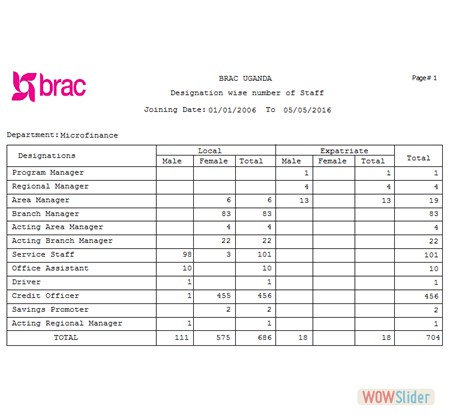 brac
BRAC UGANDA
Page# 1
Designation wise number of Staff
Joining Date: 01/01/2006 To 05/05/2016
Department: Microfinance
Designations Local Expatriate Total
Male Female Total Male Female Total
Program Manager 1 1 1
Regional Manager 4 4 4
Area Manager 6 6 13 13 19
Branch Manager 83 83 83
Acting Area Manager 4 4 4
Acting Branch Manager 22 22 22
Service Staff 98 3 101 101
Office Assistant 10 10 10
Driver 1 1 1
Credit Officer 1 455 456 456
Savings Promoter 2 2 2
Acting Regional Manager 1 1 1
TOTAL 111 575 686 18 18 704
WOWSlider